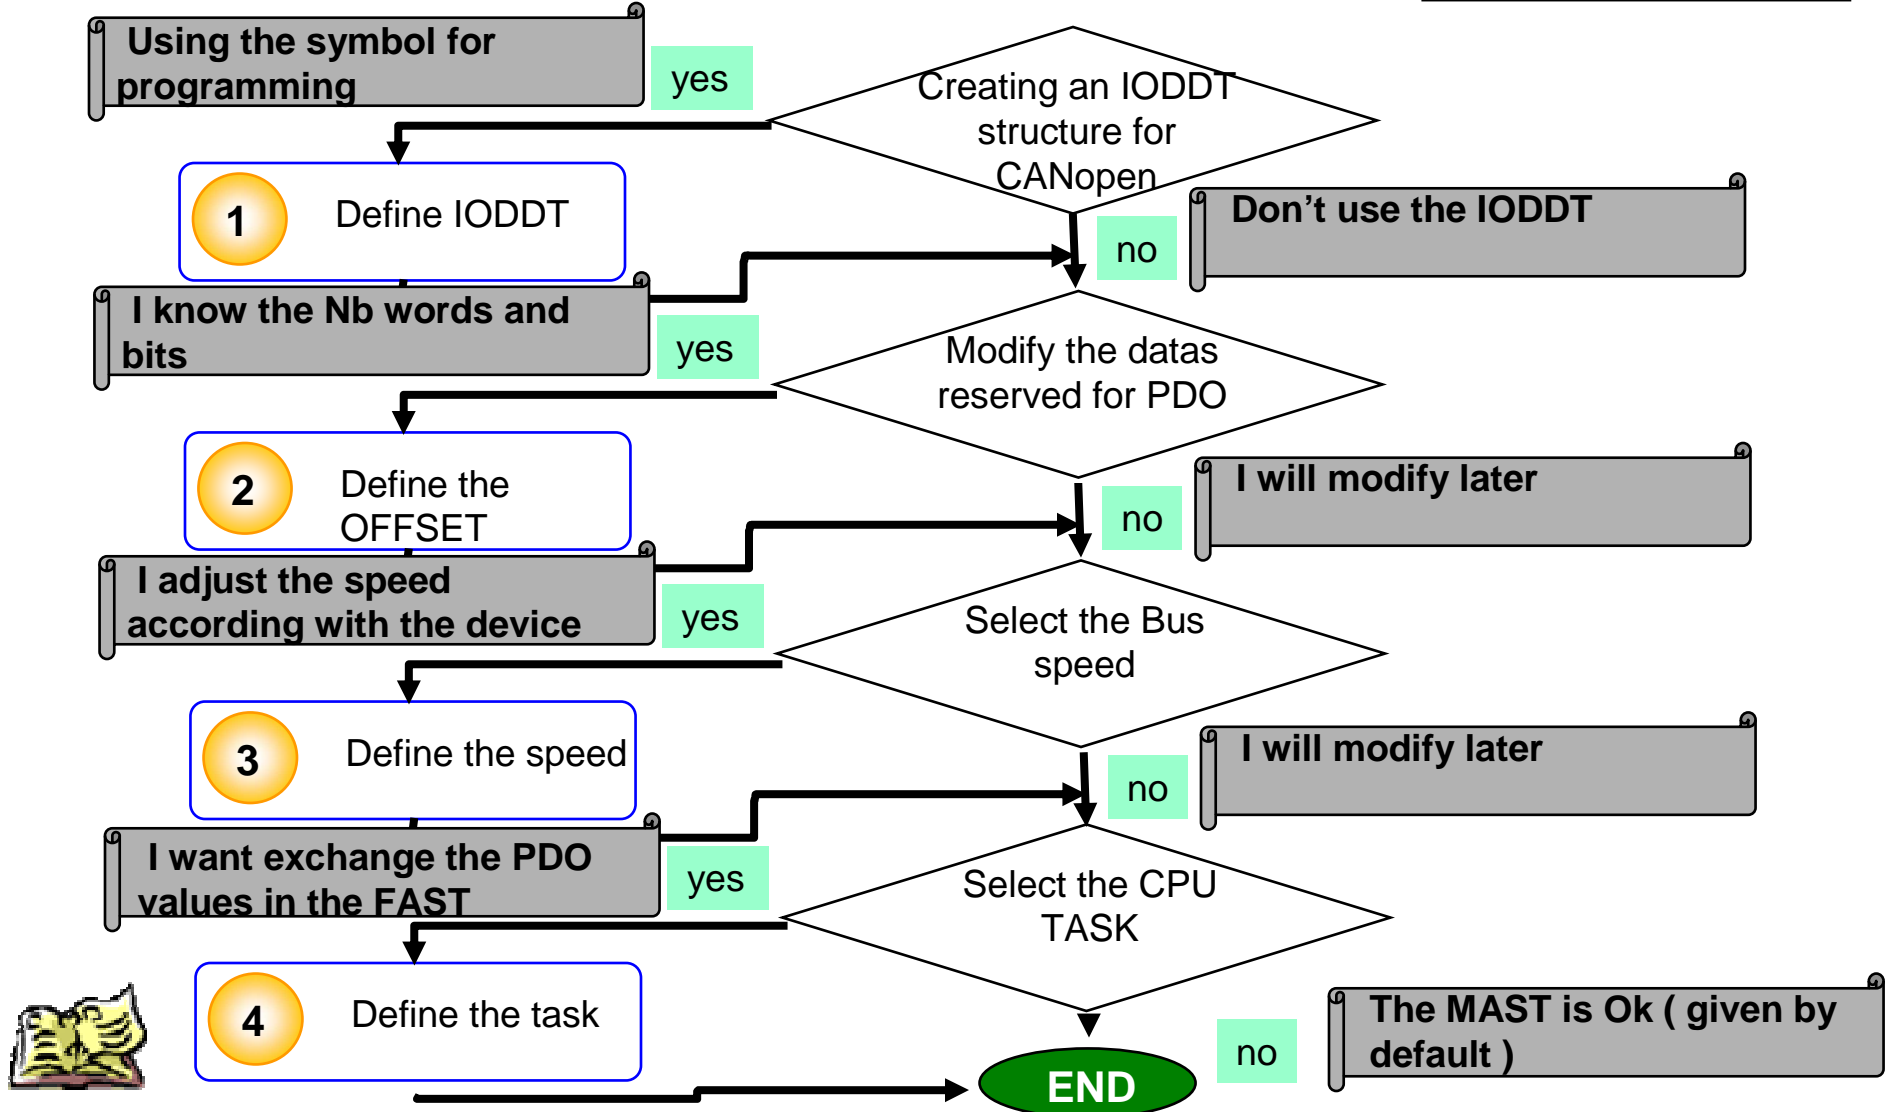 Using the symbol for
programming
yes
Creating an IODDT
structure for
CANopen
1
Define IODDT
no
Don’t use the IODDT
I know the Nb words and
bits
yes
Modify the datas
reserved for PDO
2
Define the
OFFSET
no
I will modify later
I adjust the speed
according with the device
yes
Select the Bus
speed
3
Define the speed
no
I will modify later
I want exchange the PDO
values in the FAST
yes
Select the CPU
TASK
4
Define the task
no
The MAST is Ok ( given by
default )
END